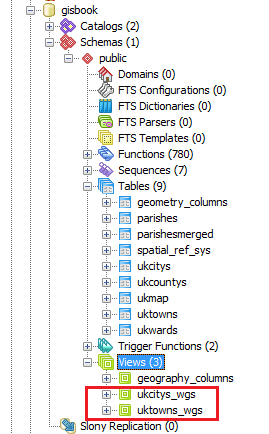 gisbook
Catalogs (2)
Schemas (1)
public
Domains (0)
FTS Configurations (0)
FTS Dictionaries (0)
FTS Parsers (0)
FTS Templates (0)
Functions (780)
Sequences (7)
Tables (9)
geometry_columns
parishes
parishesmerged
spatial_ref_sys
ukcitys
ukcountys
ukmap
uktowns
ukwards
Trigger Functions (2)
Views (3)
geography_columns
ukcitys_wgs
uktowns_wgs
Slony Replication (0)